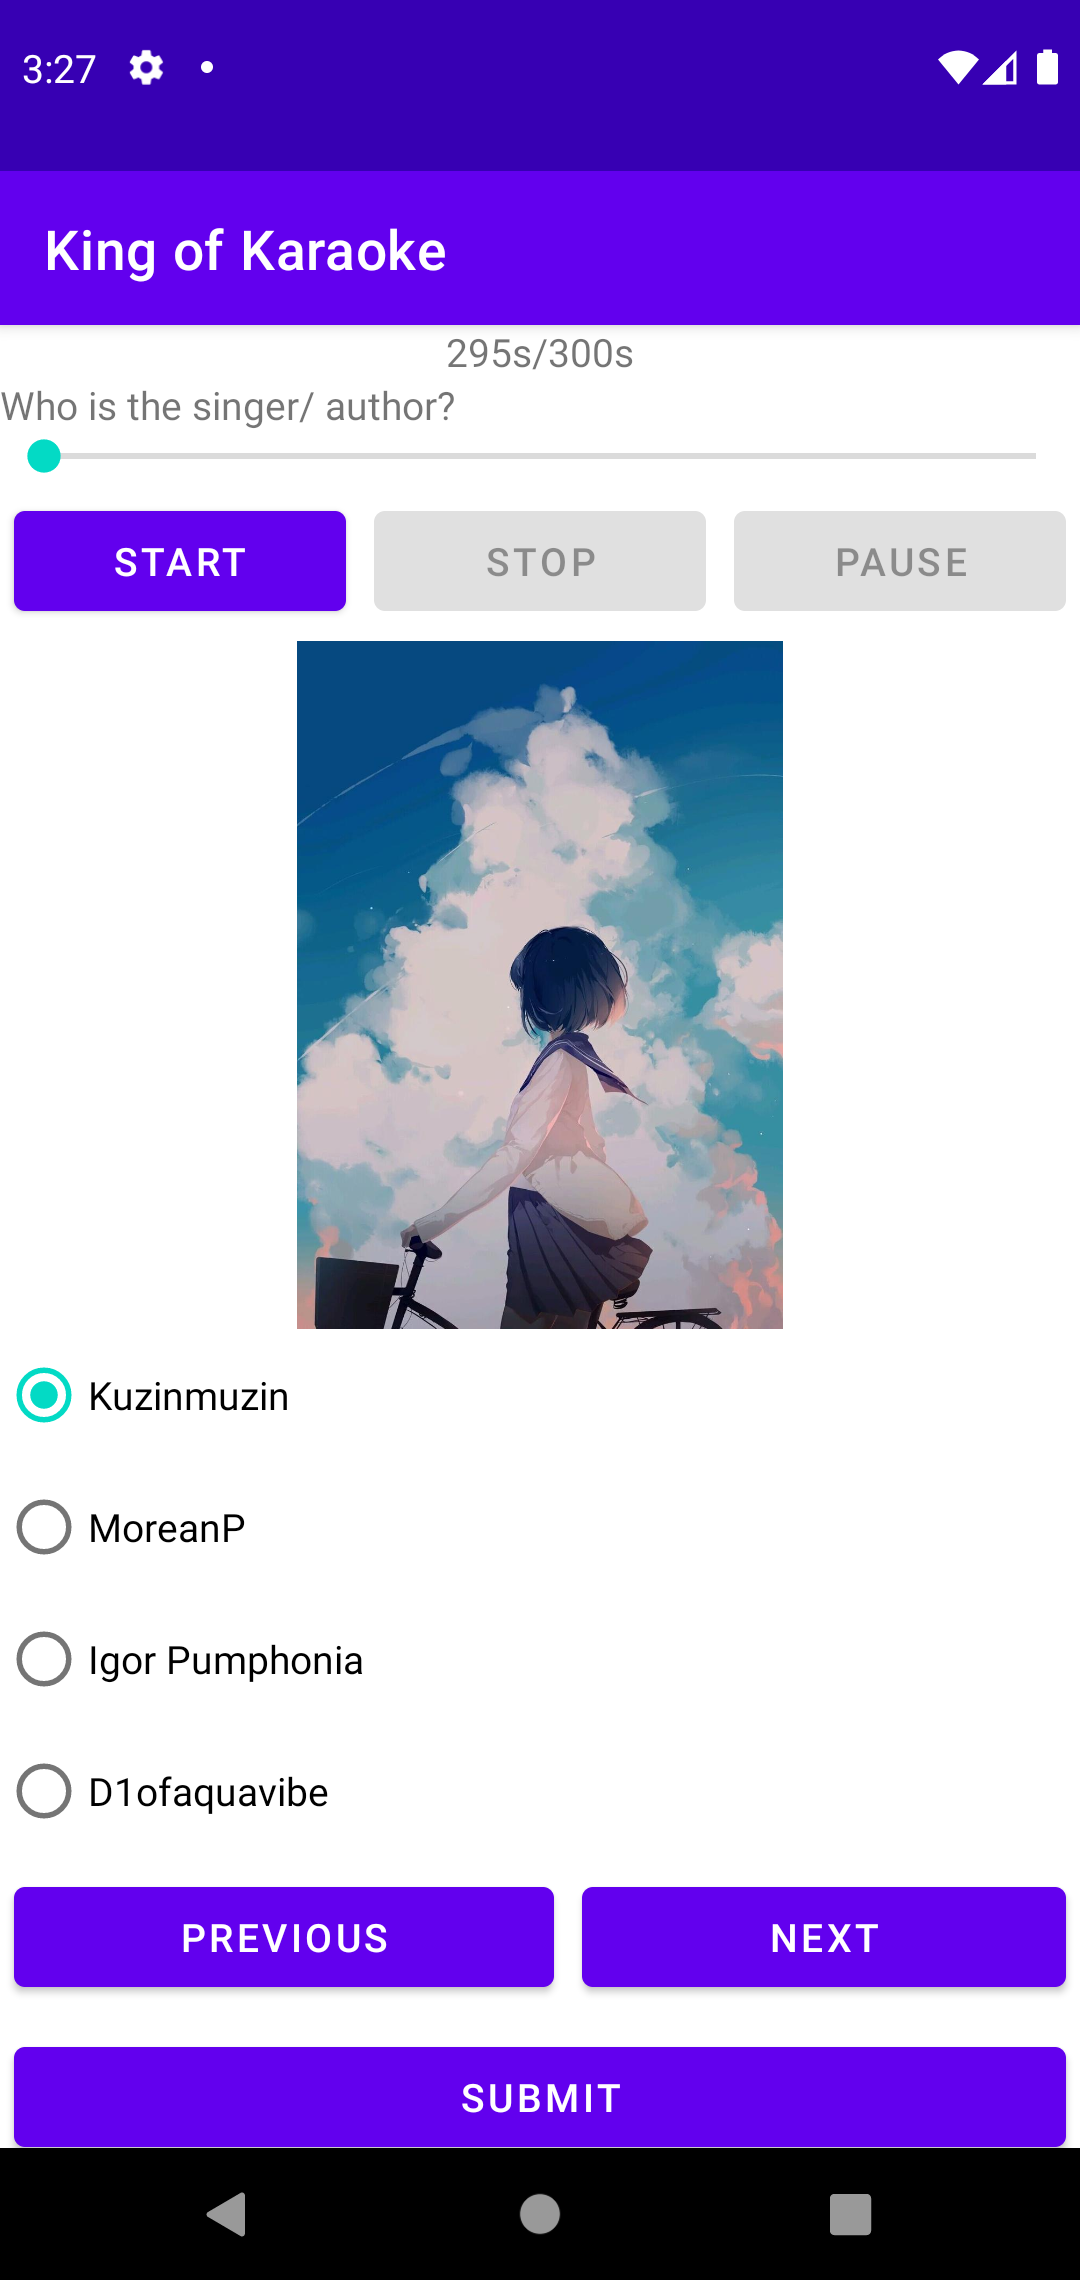 3:27
King of Karaoke
295s/300s
Who is the singer/ author?
START STOP PAUSE
Kuzinmuzin
MoreanP
Igor Pumphonia
D1ofaquavibe
PREVIOUS NEXT
SUBMIT